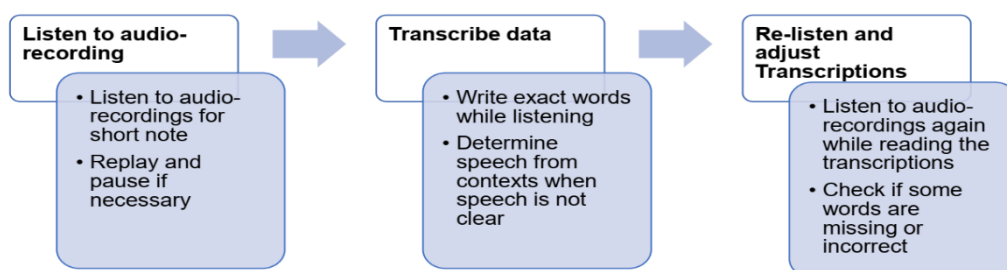 Listen to audio-
recording
• Listen to audio-
recordings for
short note
• Replay and
pause if
necessary
Transcribe data
• Write exact words
while listening
• Determine
speech from
contexts when
speech is not
clear
Re-listen and
adjust
Transcriptions
• Listen to audio-
recordings again
while reading the
transcriptions
• Check if some
words are
missing or
incorrect